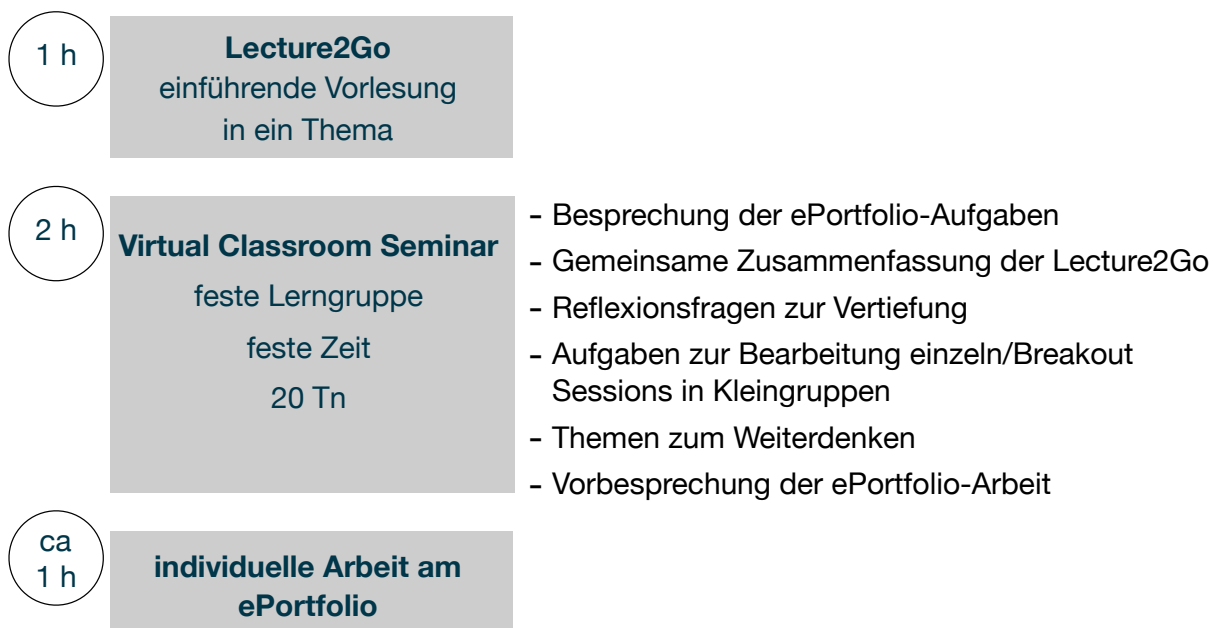 1 h
Lecture2Go
einführende Vorlesung
in ein Thema
2 h
Virtual Classroom Seminar
feste Lerngruppe
feste Zeit
20 Tn
- Besprechung der ePortfolio-Aufgaben
- Gemeinsame Zusammenfassung der Lecture2Go
- Reflexionsfragen zur Vertiefung
- Aufgaben zur Bearbeitung einzeln/Breakout
Sessions in Kleingruppen
- Themen zum Weiterdenken
- Vorbesprechung der ePortfolio-Arbeit
ca
1 h
individuelle Arbeit am
ePortfolio